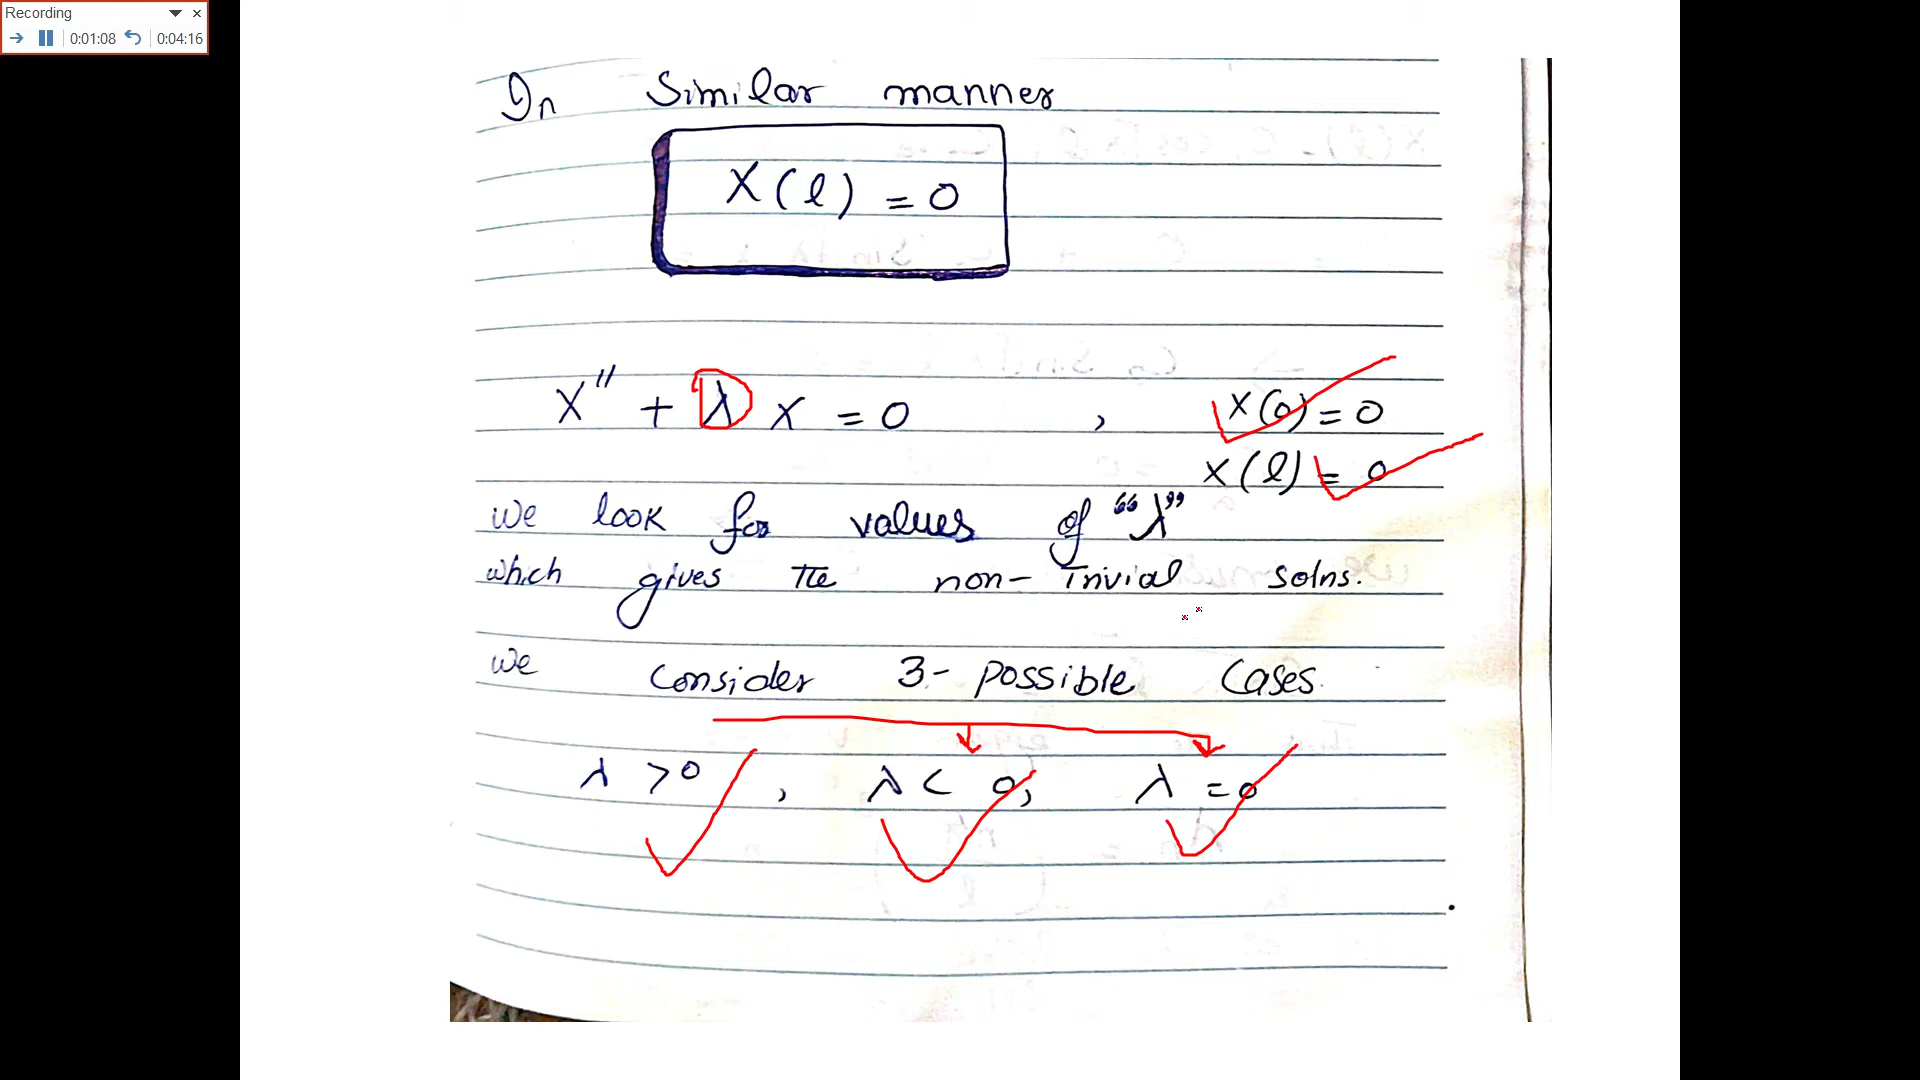 Recording
0:01:08 0:04:16
In Similar manner
X(l) = 0
X" + λ X = 0 , X(0) = 0
X(l) = 0
we look for values of “λ”
which gives the non-Trivial solns.
we Consider 3-possible Cases.
λ >0 , λ < 0, λ =0